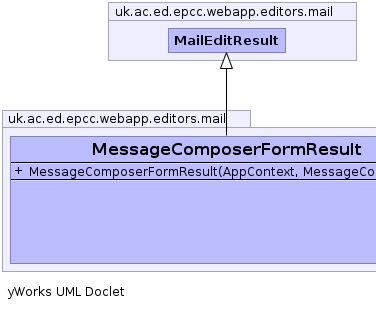 uk.ac.ed.epcc.webapp.editors.mail
MailEditResult
uk.ac.ed.epcc.webapp.editors.mail
MessageComposerFormResult
+ MessageComposerFormResult(AppContext, MessageCo
yWorks UML Doclet